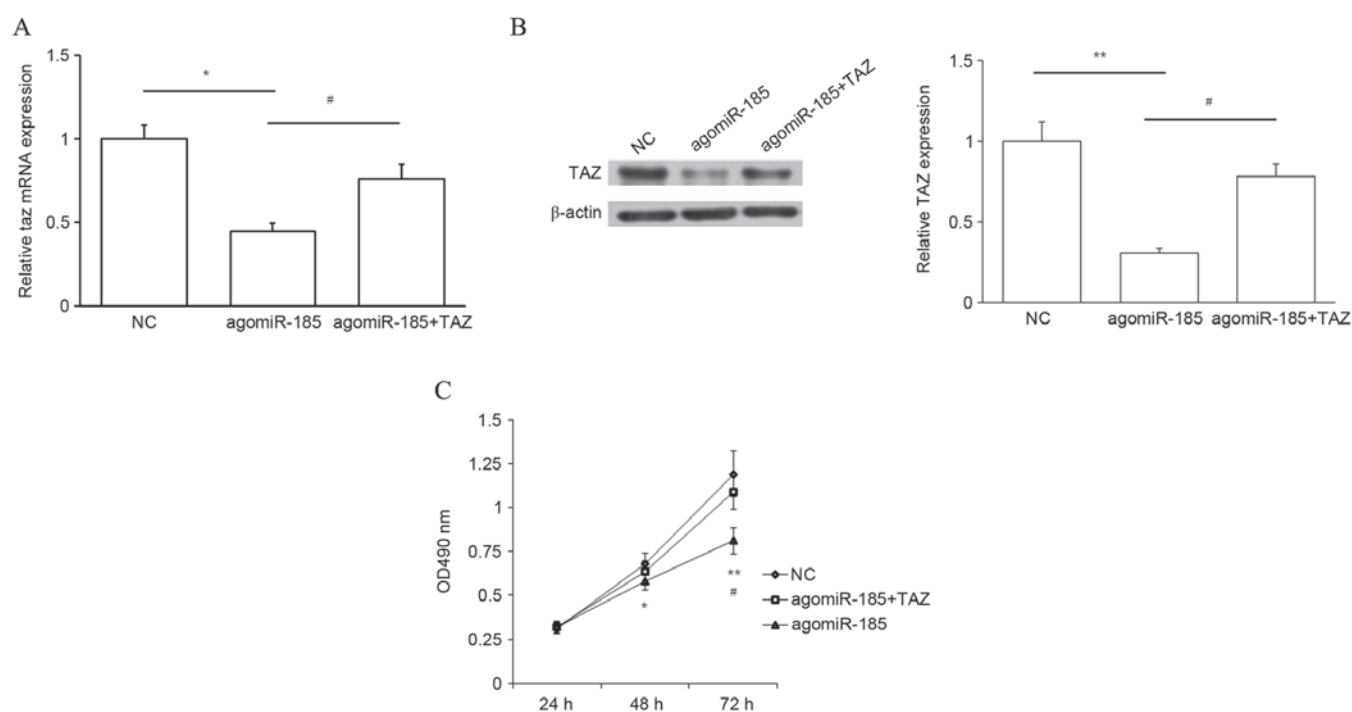 A
Relative taz mRNA expression
1.5
1
0.5
0
*
#
NC
agomiR-185
agomiR-185+TAZ
B
NC
agomiR-185
agomiR-185+TAZ
TAZ
β-actin
Relative TAZ expression
1.5
1
0.5
0
**
#
NC
agomiR-185
agomiR-185+TAZ
C
OD490 nm
1.5
1.25
1
0.75
0.5
0.25
0
*
**
#
24 h
48 h
72 h
NC
agomiR-185+TAZ
agomiR-185